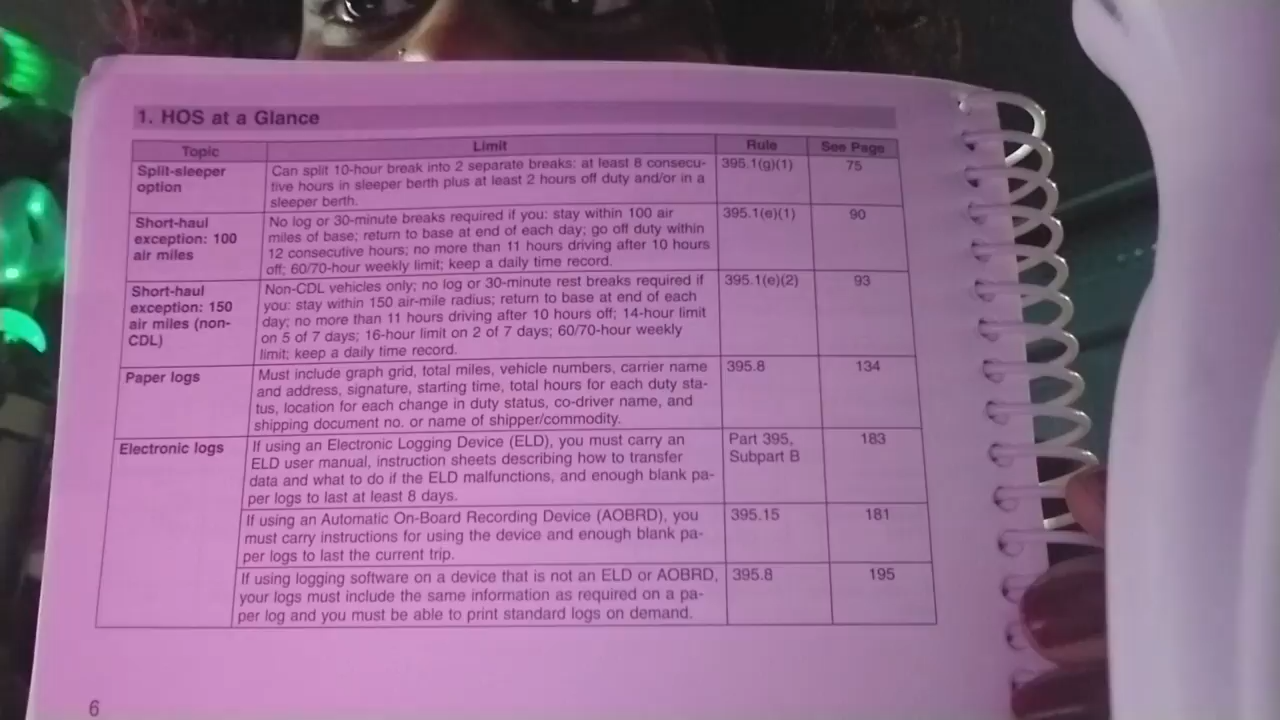 1. HOS at a Glance
Topic Limit Rule See Page
Split-sleeper option
Can split 10-hour break into 2 separate breaks: at least 8 consecu-
tive hours in sleeper berth plus at least 2 hours off duty and/or in a
sleeper berth.
395.1(g)(1)
75
Short-haul
exception: 100
air miles
No log or 30-minute breaks required if you: stay within 100 air
miles of base; return to base at end of each day; go off duty within
12 consecutive hours; no more than 11 hours driving after 10 hours
off; 60/70-hour weekly limit; keep a daily time record.
395.1(e)(1)
90
Short-haul
exception: 150
air miles (non-
CDL)
Non-CDL vehicles only; no log or 30-minute rest breaks required if
you: stay within 150 air-mile radius; return to base at end of each
day; no more than 11 hours driving after 10 hours off; 14-hour limit
on 5 of 7 days; 16-hour limit on 2 of 7 days; 60/70-hour weekly
limit; keep a daily time record.
395.1(e)(2)
93
Paper logs
Must include graph grid, total miles, vehicle numbers, carrier name
and address, signature, starting time, total hours for each duty sta-
tus, location for each change in duty status, co-driver name, and
shipping document no. or name of shipper/commodity.
395.8
134
Electronic logs
If using an Electronic Logging Device (ELD), you must carry an
ELD user manual, instruction sheets describing how to transfer
data and what to do if the ELD malfunctions, and enough blank pa-
per logs to last at least 8 days.
Part 395,
Subpart B
183
If using an Automatic On-Board Recording Device (AOBRD), you
must carry instructions for using the device and enough blank pa-
per logs to last the current trip.
395.15
181
If using logging software on a device that is not an ELD or AOBRD,
your logs must include the same information as required on a pa-
per log and you must be able to print standard logs on demand.
395.8
195
6